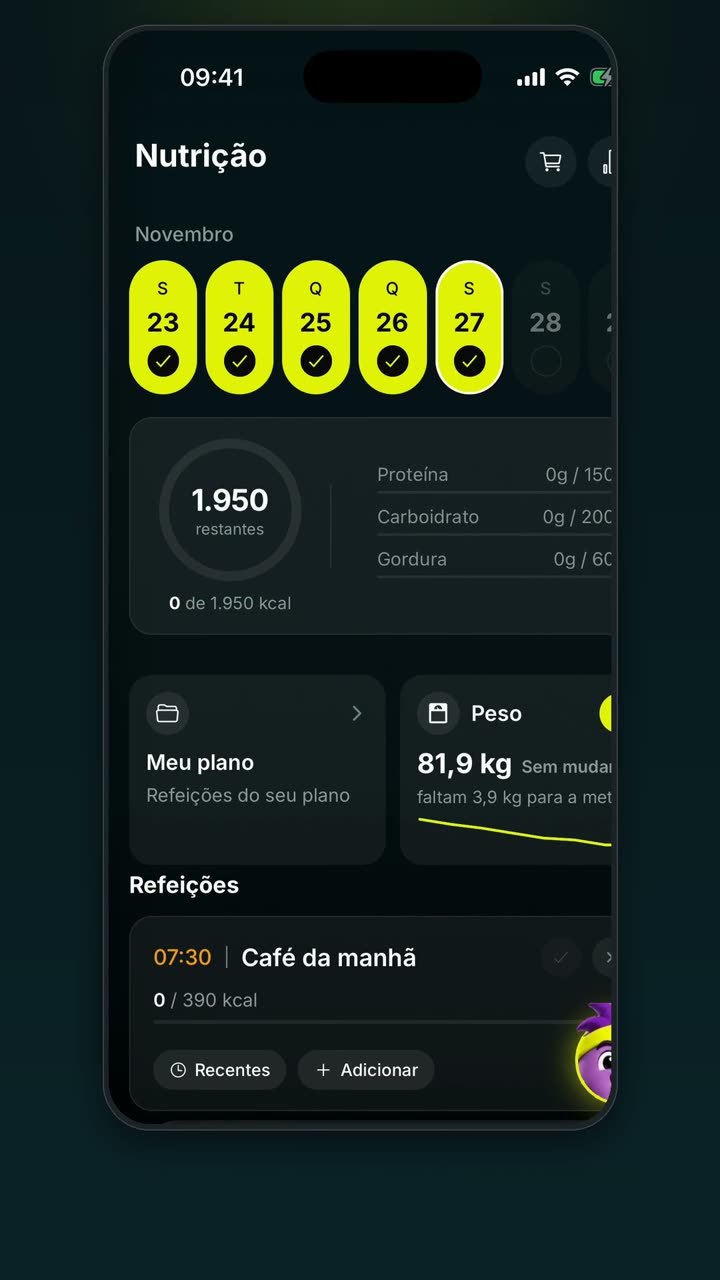 09:41
Nutrição
Novembro
S T Q Q S S
23 24 25 26 27 28
1.950
restantes
0 de 1.950 kcal
Proteína 0g / 150
Carboidrato 0g / 200
Gordura 0g / 60
Meu plano
Refeições do seu plano
Peso
81,9 kg Sem mudan
faltam 3,9 kg para a met
Refeições
07:30 | Café da manhã
0 / 390 kcal
Recentes
+ Adicionar